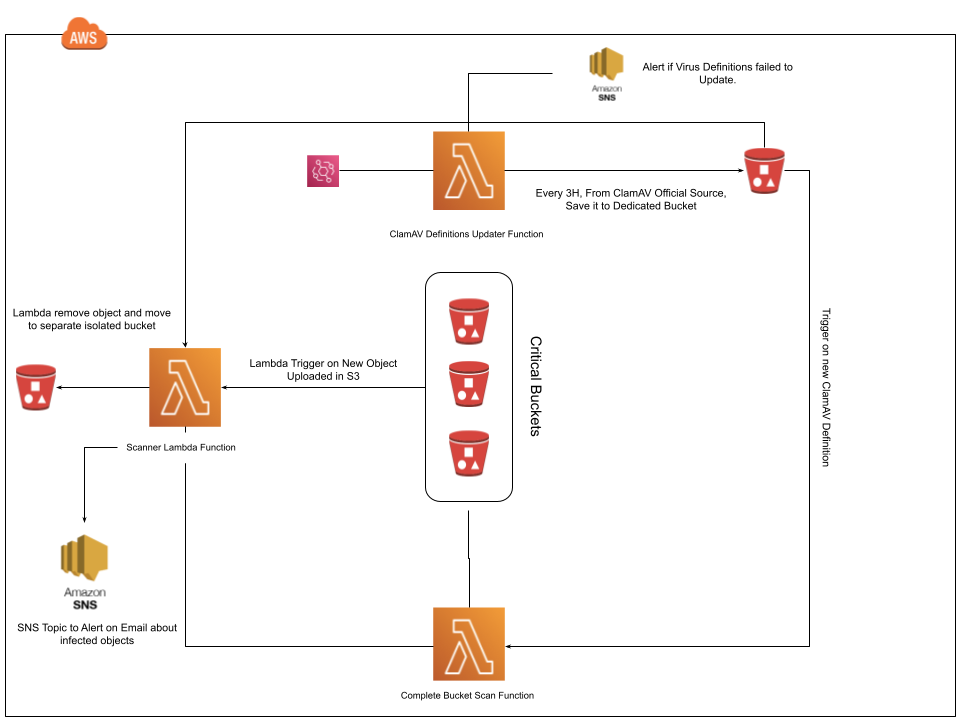 AWS
Alert if Virus Definitions failed to
Update.
Amazon
SNS
Every 3H, From ClamAV Official Source,
Save it to Dedicated Bucket
ClamAV Definitions Updater Function
Lambda remove object and move
to separate isolated bucket
Lambda Trigger on New Object
Uploaded in S3
Critical Buckets
Trigger on new ClamAV Definition
Scanner Lambda Function
Amazon
SNS
SNS Topic to Alert on Email about
infected objects
Complete Bucket Scan Function